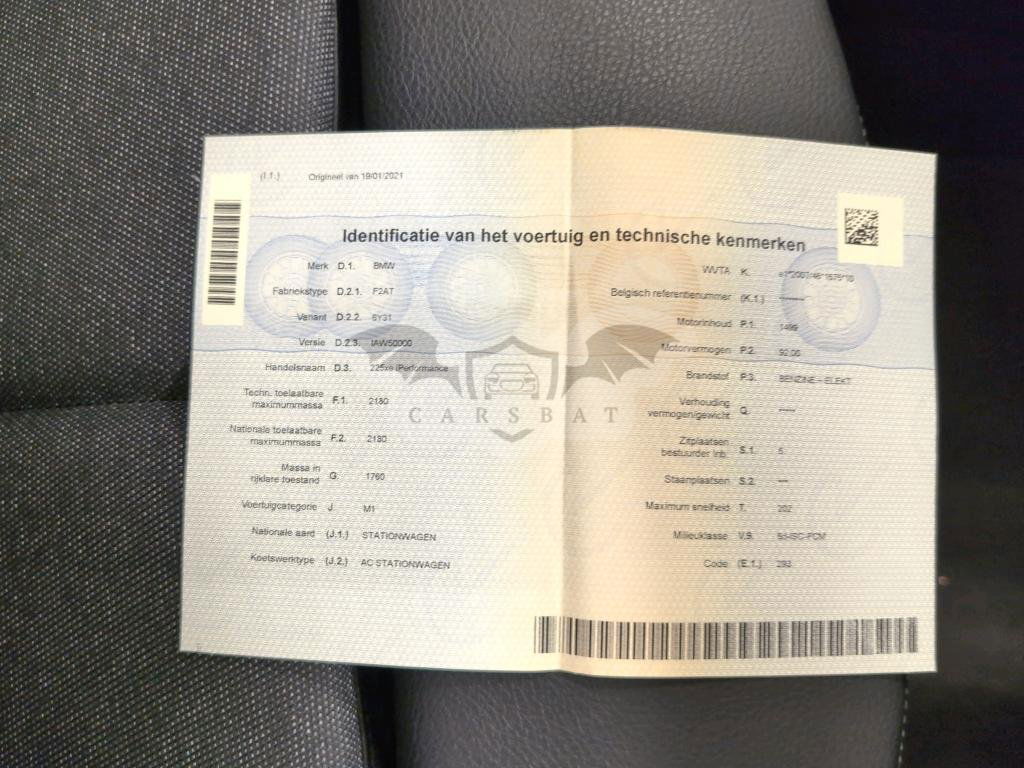 (I.1.) Origineel van 19/01/2021
Identificatie van het voertuig en technische kenmerken
Merk D.1. BMW
Fabriekstype D.2.1. F2AT
Variant D.2.2. 6Y31
Versie D.2.3. IAW50000
Handelsnaam D.3. 225xe iPerformance
Techn. toelaatbare
maximummassa F.1. 2180
Nationale toelaatbare
maximummassa F.2. 2180
Massa in
rijklare toestand G. 1760
Voertuigcategorie J. M1
Nationale aard (J.1.) STATIONWAGEN
Koetswerktype (J.2.) AC STATIONWAGEN
WVTA K.
Belgisch referentienummer (K.1.) -------
Motorinhoud P.1. 1499
Motorvermogen P.2.
Brandstof P.3. BENZINE - ELEKT
Verhouding
vermogen/gewicht Q. -----
Zitplaatsen
bestuurder inb. S.1. 5
Staanplaatsen S.2. ---
Maximum snelheid T. 202
Milieuklasse V.9.
Code (E.1.) 293
CARSBAT